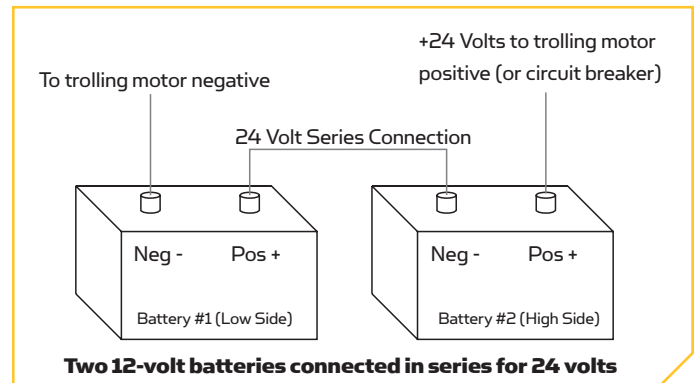 +24 Volts to trolling motor
positive (or circuit breaker)
To trolling motor negative
24 Volt Series Connection
Neg -
Pos +
Neg -
Pos +
Battery #1 (Low Side)
Battery #2 (High Side)
Two 12-volt batteries connected in series for 24 volts